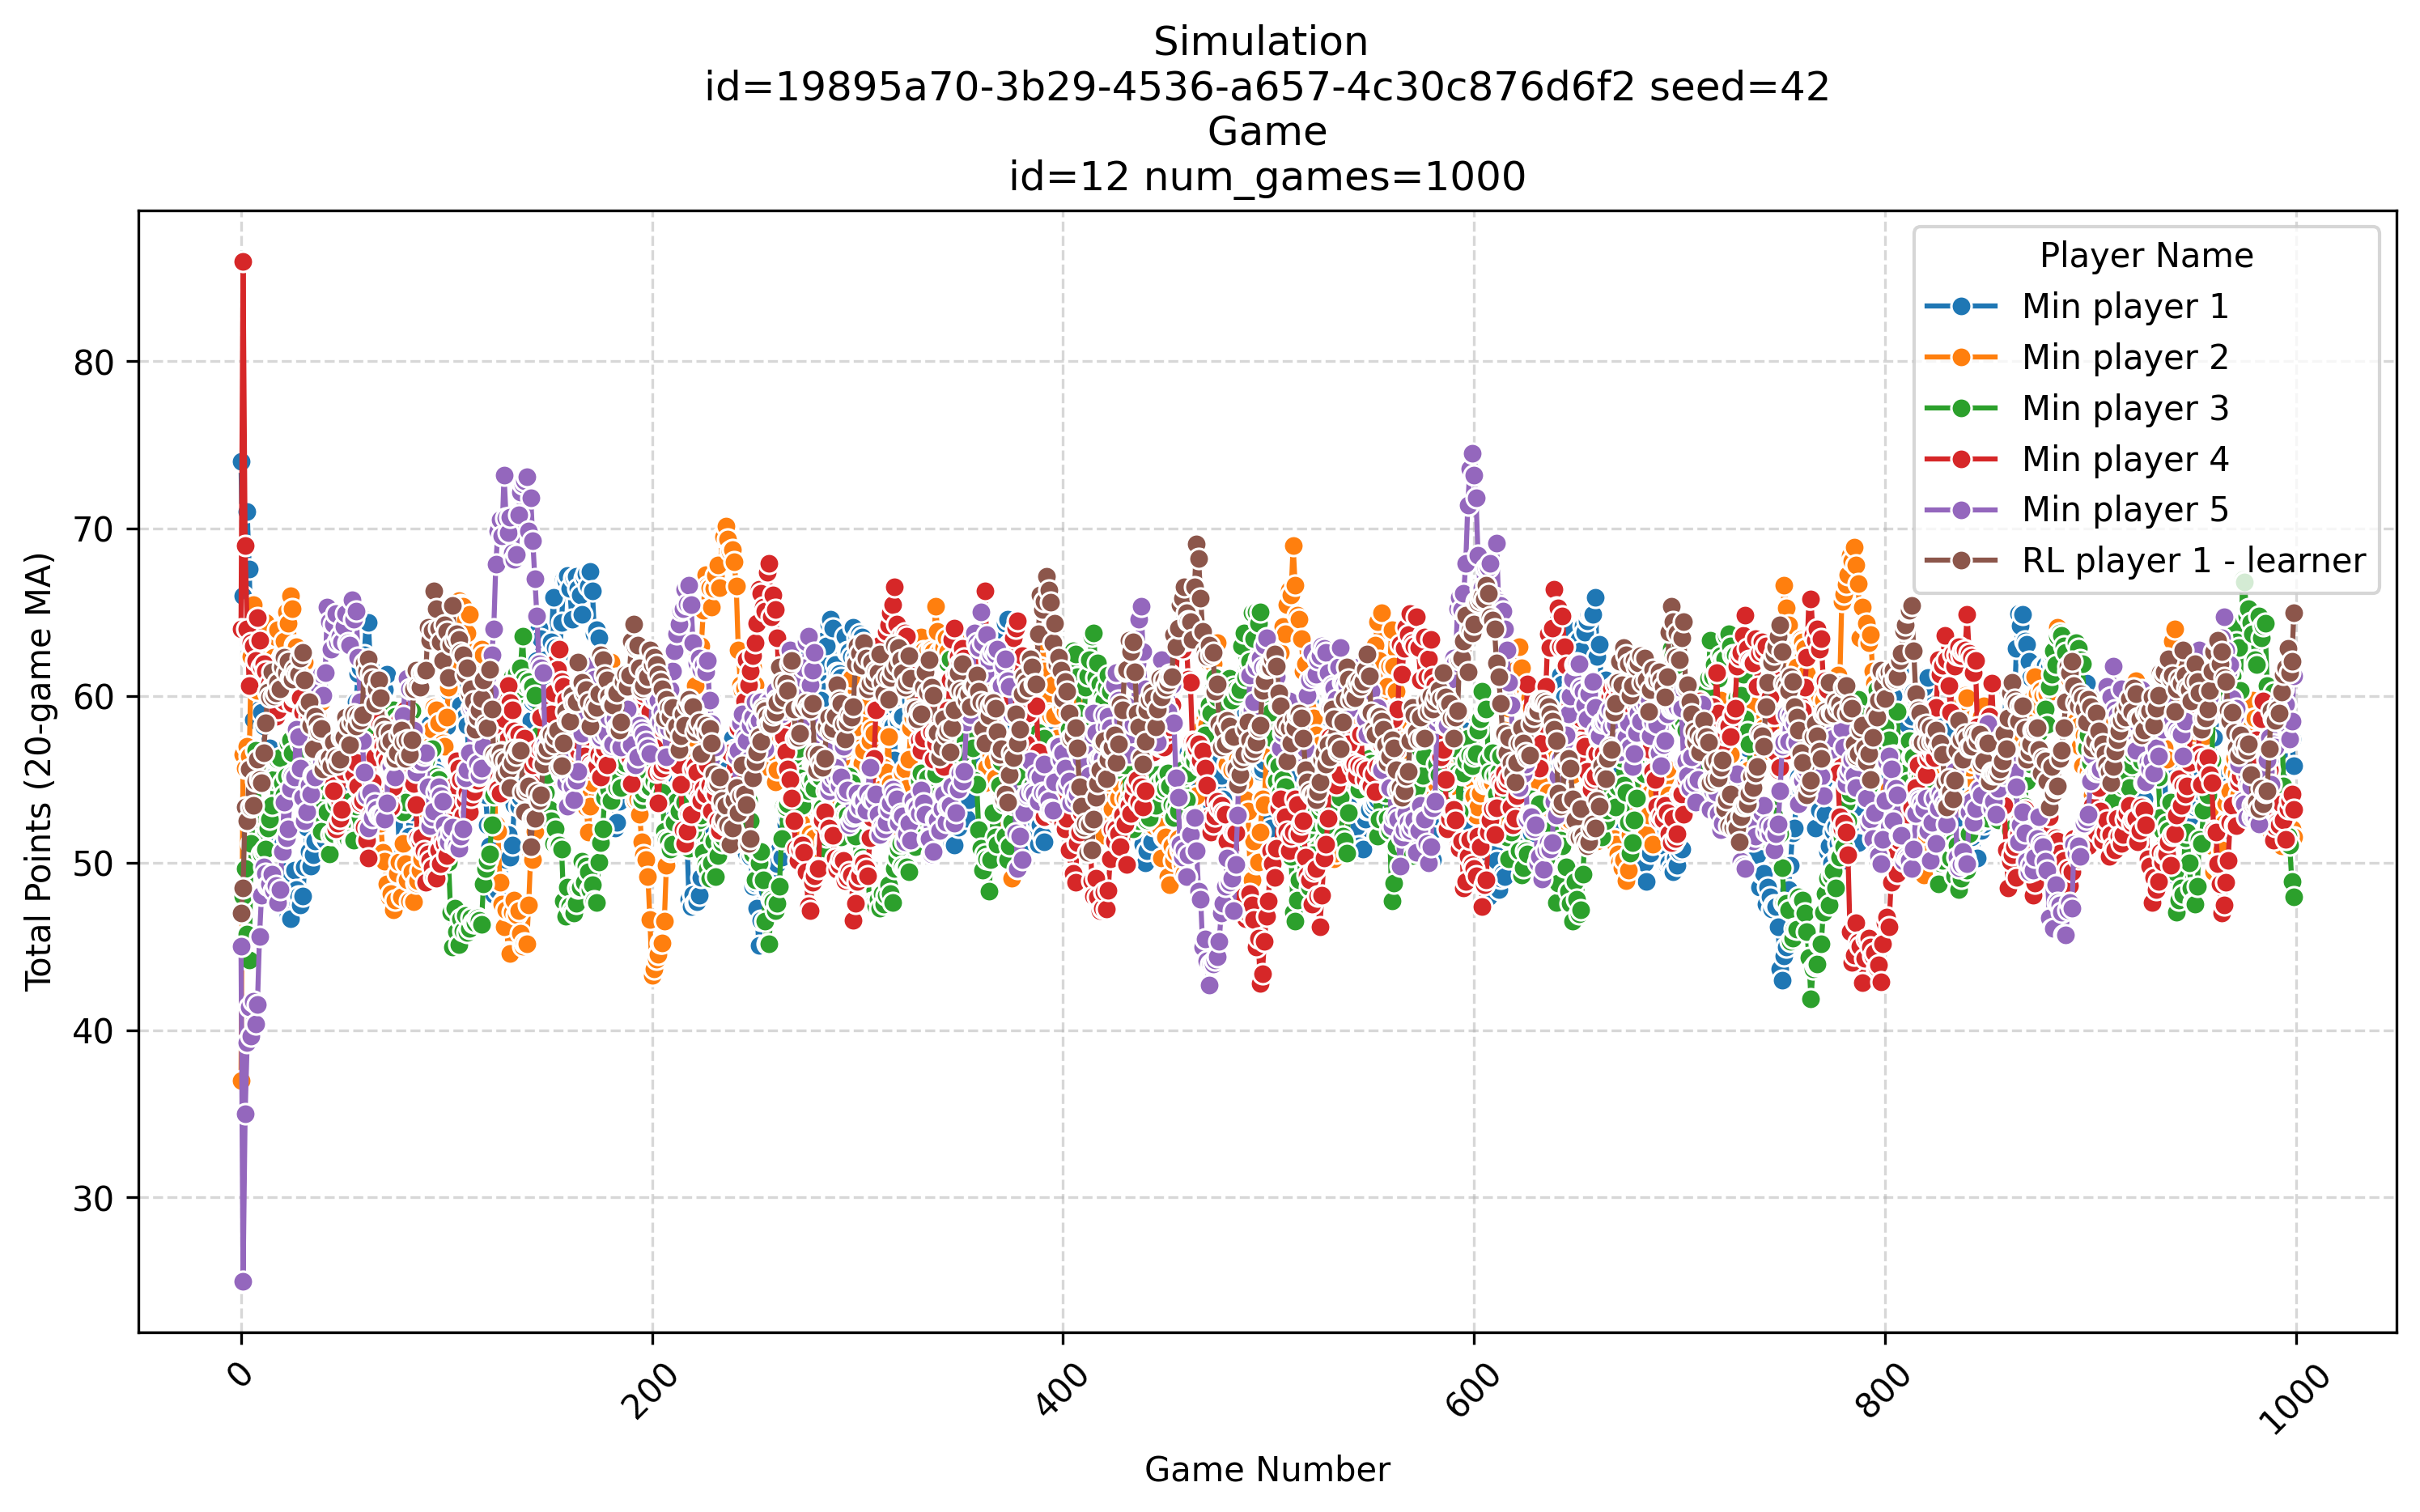 Simulation
id=19895a70-3b29-4536-a657-4c30c876d6f2 seed=42
Game
id=12 num_games=1000
Player Name
Min player 1
Min player 2
Min player 3
Min player 4
Min player 5
RL player 1 - learner
Total Points (20-game MA)
80
70
60
50
40
30
0
200
400
600
800
1000
Game Number